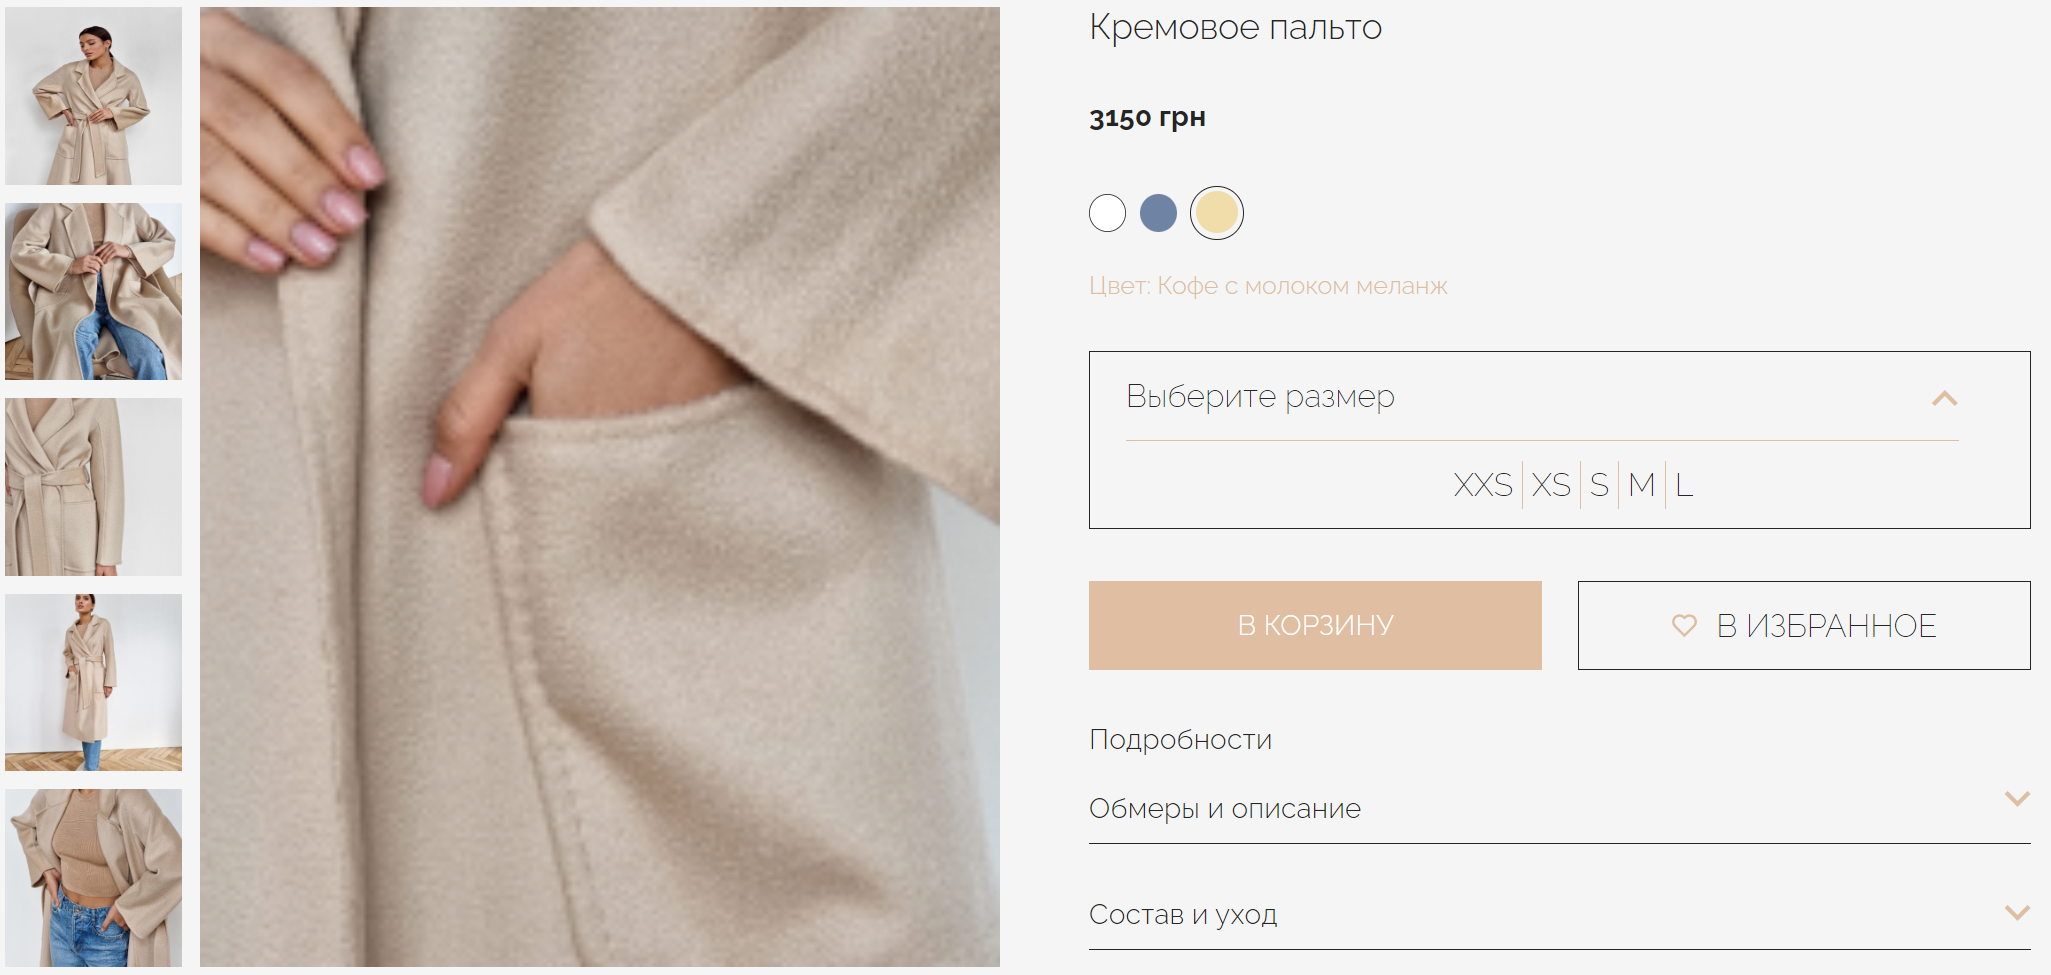 Кремовое пальто
3150 грн
Цвет: Кофе с молоком меланж
Выберите размер
XXS XS S M L
В КОРЗИНУ
В ИЗБРАННОЕ
Подробности
Обмеры и описание
Состав и уход